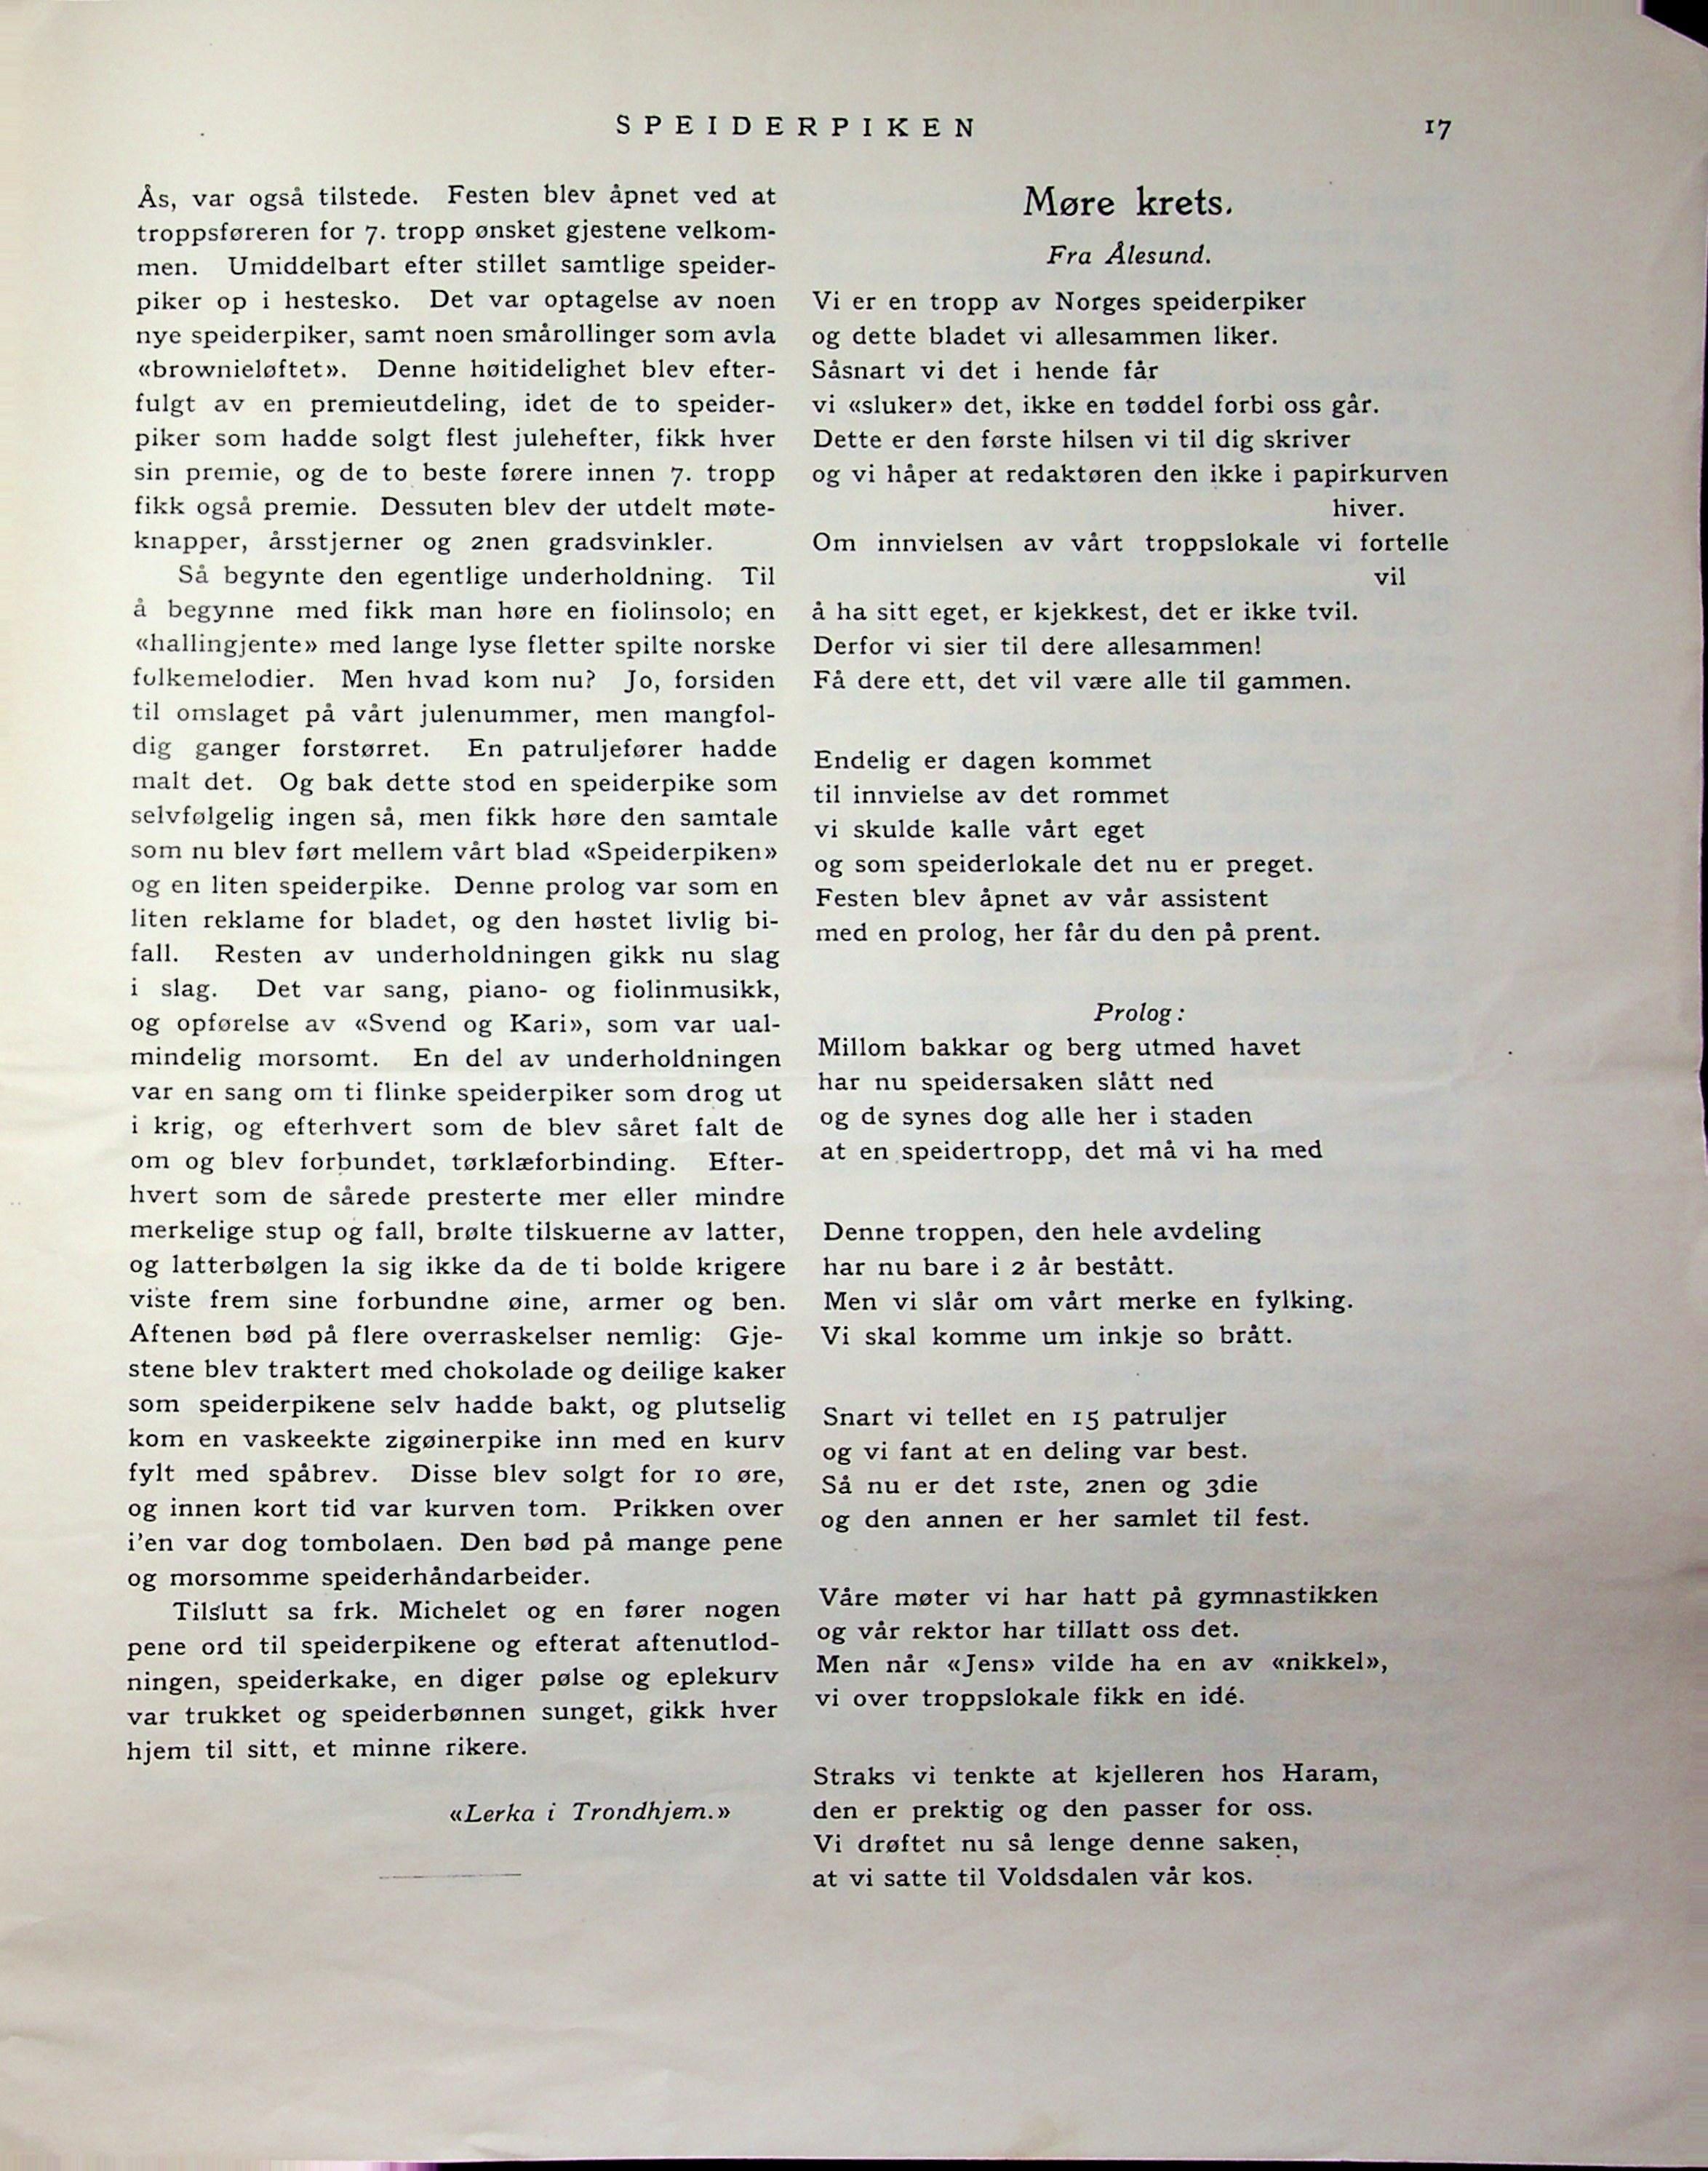 SPEIDERPIKEN 17
Ås, var også tilstede. Festen blev åpnet ved at
troppsføreren for 7. tropp ønsket gjestene velkom-
men. Umiddelbart efter stillet samtlige speider-
piker op i hestesko. Det var optagelse av noen
nye speiderpiker, samt noen smårollinger som avla
«brownieløftet». Denne høitidelighet blev efter-
fulgt av en premieutdeling, idet de to speider-
piker som hadde solgt flest julehefter, fikk hver
sin premie, og de to beste førere innen 7. tropp
fikk også premie. Dessuten blev der utdelt møte-
knapper, årsstjerner og 2nen gradsvinkler.
Så begynte den egentlige underholdning. Til
å begynne med fikk man høre en fiolinsolo; en
«hallingjente» med lange lyse fletter spilte norske
folkemelodier. Men hvad kom nu? Jo, forsiden
til omslaget på vårt julenummer, men mangfol-
dig ganger forstørret. En patruljefører hadde
malt det. Og bak dette stod en speiderpike som
selvfølgelig ingen så, men fikk høre den samtale
som nu blev ført mellem vårt blad «Speiderpiken»
og en liten speiderpike. Denne prolog var som en
liten reklame for bladet, og den høstet livlig bi-
fall. Resten av underholdningen gikk nu slag
i slag. Det var sang, piano- og fiolinmusikk,
og opførelse av «Svend og Kari», som var ual-
mindelig morsomt. En del av underholdningen
var en sang om ti flinke speiderpiker som drog ut
i krig, og efterhvert som de blev såret falt de
om og blev forbundet, tørklæforbinding. Efter-
hvert som de sårede presterte mer eller mindre
merkelige stup og fall, brølte tilskuerne av latter,
og latterbølgen la sig ikke da de ti bolde krigere
viste frem sine forbundne øine, armer og ben.
Aftenen bød på flere overraskelser nemlig: Gje-
stene blev traktert med chokolade og deilige kaker
som speiderpikene selv hadde bakt, og plutselig
kom en vaskeekte zigøinerpike inn med en kurv
fylt med spåbrev. Disse blev solgt for 10 øre,
og innen kort tid var kurven tom. Prikken over
i'en var dog tombolaen. Den bød på mange pene
og morsomme speiderhåndarbeider.
Tilslutt sa frk. Michelet og en fører nogen
pene ord til speiderpikene og efterat aftenutlod-
ningen, speiderkake, en diger pølse og eplekurv
var trukket og speiderbønnen sunget, gikk hver
hjem til sitt, et minne rikere.
«Lerka i Trondhjem.»
Møre krets.
Fra Ålesund.
Vi er en tropp av Norges speiderpiker
og dette bladet vi allesammen liker.
Såsnart vi det i hende får
vi «sluker» det, ikke en tøddel forbi oss går.
Dette er den første hilsen vi til dig skriver
og vi håper at redaktøren den ikke i papirkurven
hiver.
Om innvielsen av vårt troppslokale vi fortelle
vil
å ha sitt eget, er kjekkest, det er ikke tvil.
Derfor vi sier til dere allesammen!
Få dere ett, det vil være alle til gammen.
Endelig er dagen kommet
til innvielse av det rommet
vi skulde kalle vårt eget
og som speiderlokale det nu er preget.
Festen blev åpnet av vår assistent
med en prolog, her får du den på prent.
Prolog:
Millom bakkar og berg utmed havet
har nu speidersaken slått ned
og de synes dog alle her i staden
at en speidertropp, det må vi ha med
Denne troppen, den hele avdeling
har nu bare i 2 år bestått.
Men vi slår om vårt merke en fylking.
Vi skal komme um inkje so brått.
Snart vi tellet en 15 patruljer
og vi fant at en deling var best.
Så nu er det 1ste, 2nen og 3die
og den annen er her samlet til fest.
Våre møter vi har hatt på gymnastikken
og vår rektor har tillatt oss det.
Men når «Jens» vilde ha en av «nikkel»,
vi over troppslokale fikk en idé.
Straks vi tenkte at kjelleren hos Haram,
den er prektig og den passer for oss.
Vi drøftet nu så lenge denne saken,
at vi satte til Voldsdalen vår kos.